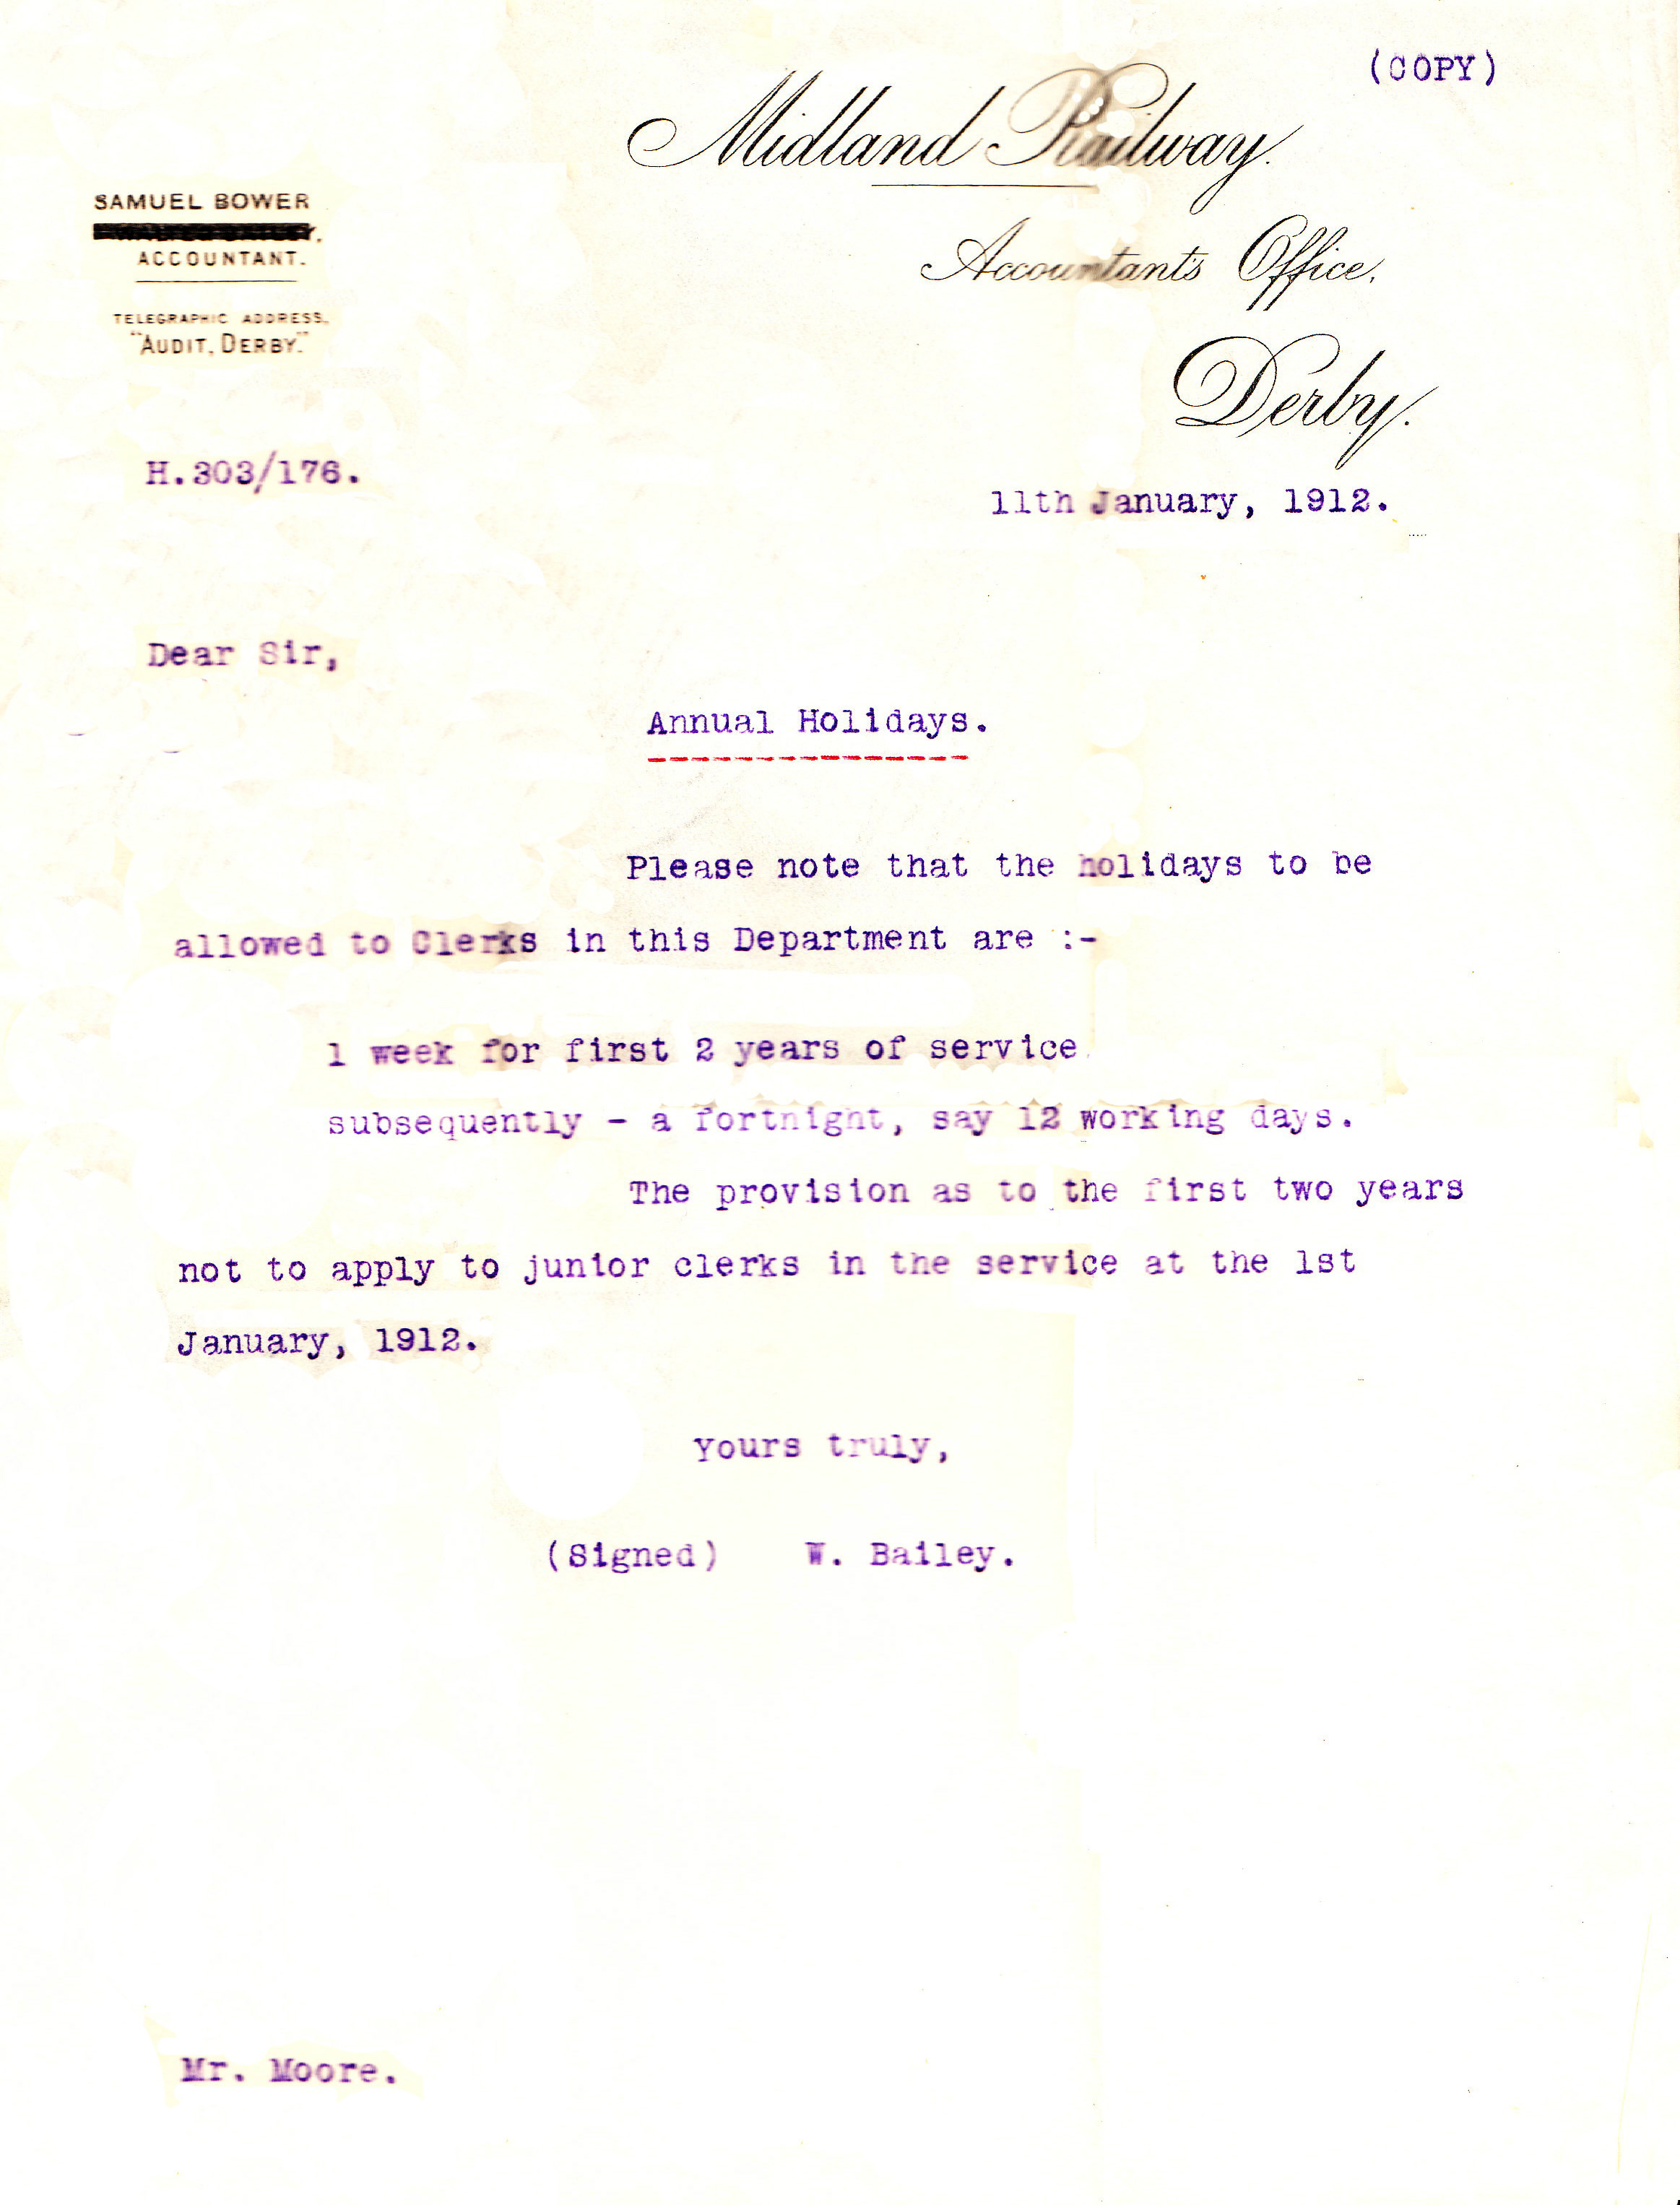 (COPY)
Midland Railway.
Accountant's Office,
Derby.
SAMUEL BOWER
ACCOUNTANT.
TELEGRAPHIC ADDRESS,
"AUDIT, DERBY."
H.303/176.
11th January, 1912.
Dear Sir,
Annual Holidays.
Please note that the holidays to be
allowed to Clerks in this Department are :-
1 week for first 2 years of service
subsequently - a fortnight, say 12 working days.
The provision as to the first two years
not to apply to junior clerks in the service at the 1st
January, 1912.
Yours truly,
(Signed) W. Bailey.
Mr. Moore.